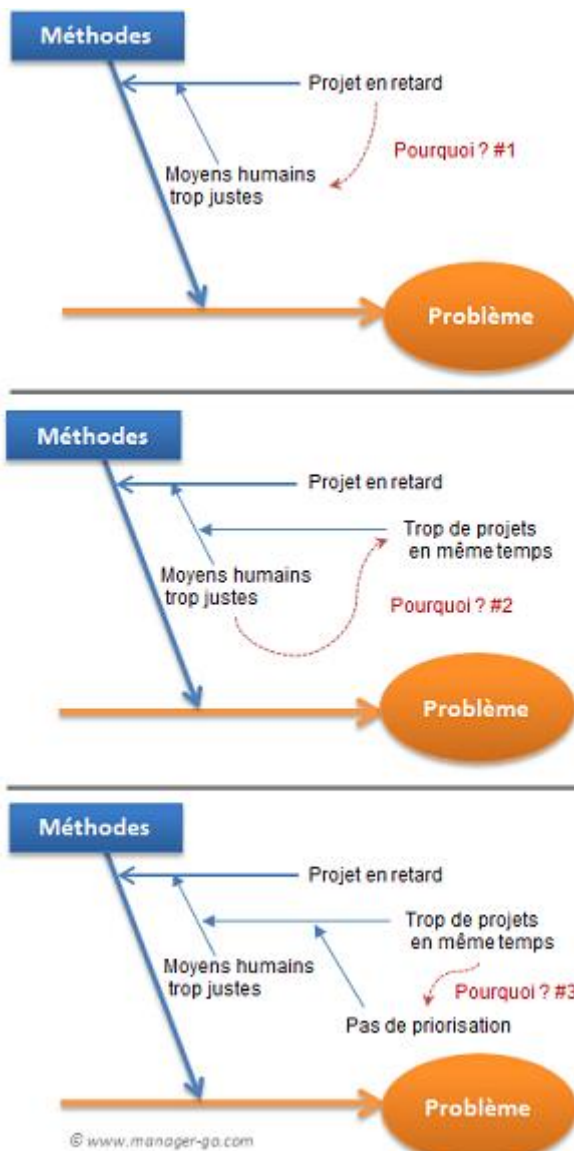 Méthodes
Projet en retard
Pourquoi ? #1
Moyens humains
trop justes
Problème
Méthodes
Projet en retard
Trop de projets
en même temps
Moyens humains
trop justes
Pourquoi ? #2
Problème
Méthodes
Projet en retard
Trop de projets
en même temps
Moyens humains
trop justes
Pourquoi ? #3
Pas de priorisation
Problème
© www.manager-go.com